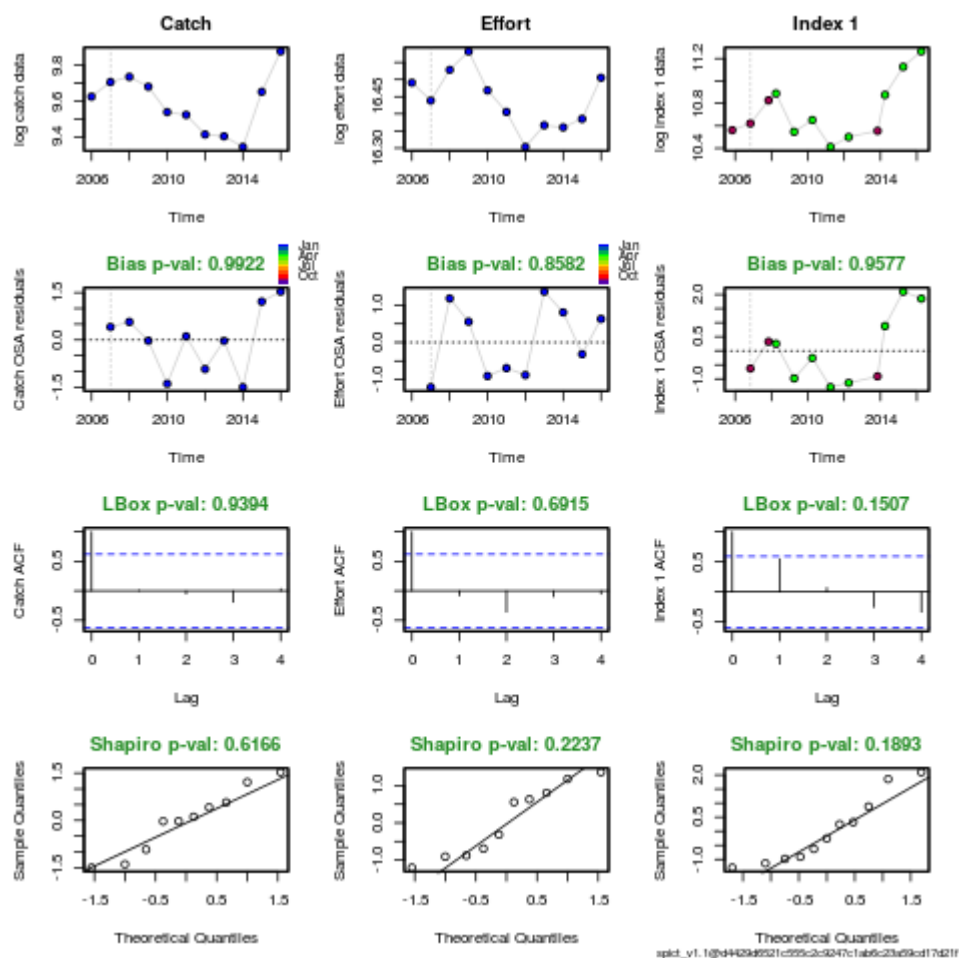 Catch Effort Index 1
log catch data
9.4 9.6 9.8
2006 2010 2014
Time
log effort data
16.30 16.45
2006 2010 2014
Time
log index 1 data
10.4 10.8 11.2
2006 2010 2014
Time
Bias p-val: 0.9922
Jan
Apr
Jul
Oct
Catch OSA residuals
-1.5 0.0 1.5
2006 2010 2014
Time
Bias p-val: 0.8582
Jan
Apr
Jul
Oct
Effort OSA residuals
-1.0 0.0 1.0
2006 2010 2014
Time
Bias p-val: 0.9577
Index 1 OSA residuals
-1.0 0.5 2.0
2006 2010 2014
Time
LBox p-val: 0.9394
Catch ACF
-0.5 0.5
0 1 2 3 4
Lag
LBox p-val: 0.6915
Effort ACF
-0.5 0.5
0 1 2 3 4
Lag
LBox p-val: 0.1507
Index 1 ACF
-0.5 0.5
0 1 2 3 4
Lag
Shapiro p-val: 0.6166
Sample Quantiles
-1.5 0.0 1.5
-1.5 -0.5 0.5 1.5
Theoretical Quantiles
Shapiro p-val: 0.2237
Sample Quantiles
-1.0 0.0 1.0
-1.5 -0.5 0.5 1.5
Theoretical Quantiles
Shapiro p-val: 0.1893
Sample Quantiles
-1.0 0.5 2.0
-1.5 -0.5 0.5 1.5
Theoretical Quantiles